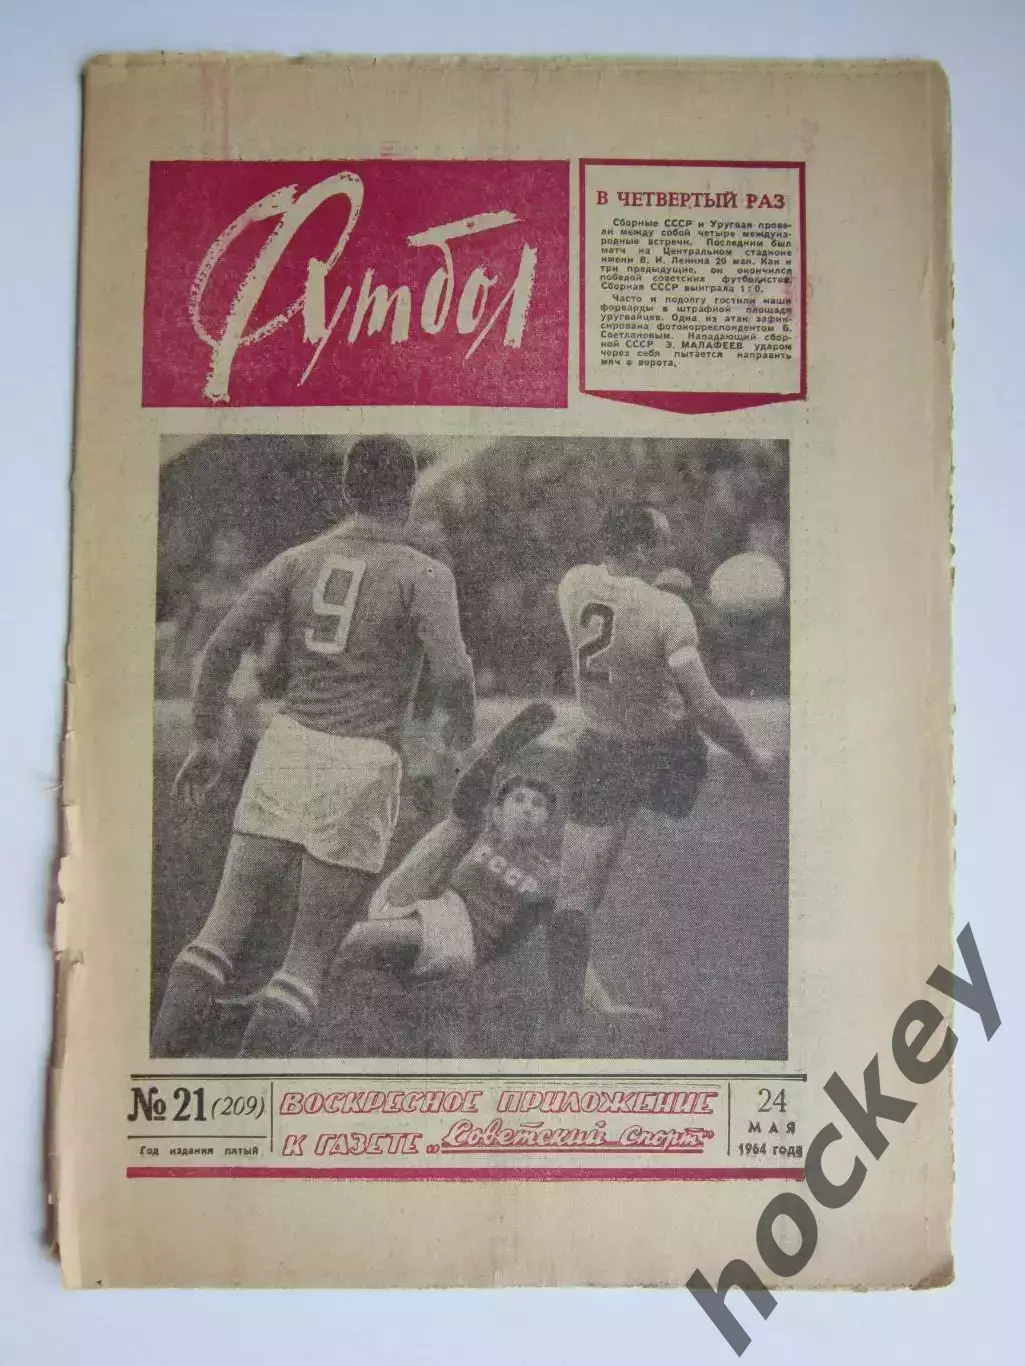 Футбол
В ЧЕТВЕРТЫЙ РАЗ
Сборные СССР и Уругвая прове-
ли между собой четыре междуна-
родные встречи. Последним был
матч на Центральном стадионе
имени В. И. Ленина 20 мая. Как и
три предыдущие, он окончился
победой советских футболистов.
Сборная СССР выиграла 1:0.
Часто и подолгу гостили наши
форварды в штрафной площади
уругвайцев. Одна из атак зафик-
сирована фотокорреспондентом Б.
Светлановым. Нападающий сбор-
ной СССР Э. МАЛАФЕЕВ ударом
через себя пытается направить
мяч в ворота.
9
2
СССР
№ 21 (209)
Год издания пятый
ВОСКРЕСНОЕ ПРИЛОЖЕНИЕ
К ГАЗЕТЕ „Советский спорт"
24
МАЯ
1964 года
hockey